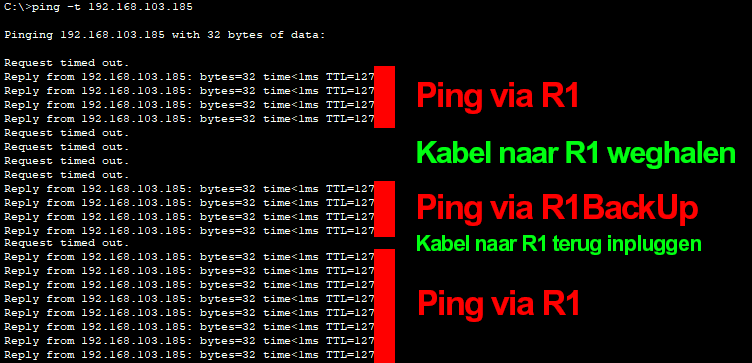 C:\>ping -t 192.168.103.185
Pinging 192.168.103.185 with 32 bytes of data:
Request timed out.
Reply from 192.168.103.185: bytes=32 time<1ms TTL=127
Reply from 192.168.103.185: bytes=32 time<1ms TTL=127
Reply from 192.168.103.185: bytes=32 time<1ms TTL=127
Reply from 192.168.103.185: bytes=32 time<1ms TTL=127
Ping via R1
Request timed out.
Request timed out.
Request timed out.
Request timed out.
Kabel naar R1 weghalen
Reply from 192.168.103.185: bytes=32 time<1ms TTL=127
Reply from 192.168.103.185: bytes=32 time<1ms TTL=127
Reply from 192.168.103.185: bytes=32 time<1ms TTL=127
Reply from 192.168.103.185: bytes=32 time<1ms TTL=127
Ping via R1BackUp
Request timed out.
Kabel naar R1 terug inpluggen
Reply from 192.168.103.185: bytes=32 time<1ms TTL=127
Reply from 192.168.103.185: bytes=32 time<1ms TTL=127
Reply from 192.168.103.185: bytes=32 time<1ms TTL=127
Reply from 192.168.103.185: bytes=32 time<1ms TTL=127
Reply from 192.168.103.185: bytes=32 time<1ms TTL=127
Reply from 192.168.103.185: bytes=32 time<1ms TTL=127
Reply from 192.168.103.185: bytes=32 time<1ms TTL=127
Reply from 192.168.103.185: bytes=32 time<1ms TTL=127
Ping via R1